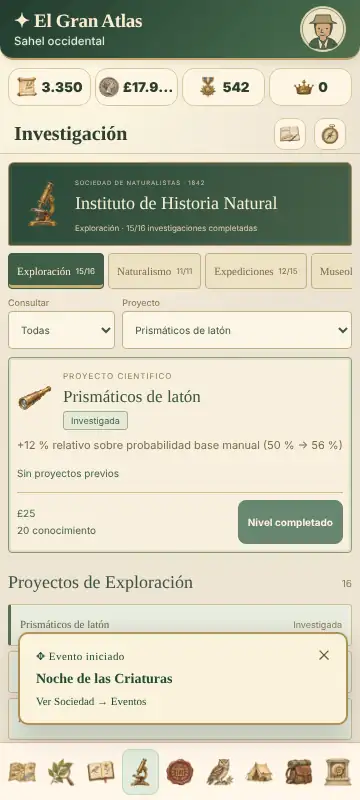 ✦ El Gran Atlas
Sahel occidental
3.350
£17.9...
542
0
Investigación
SOCIEDAD DE NATURALISTAS · 1842
Instituto de Historia Natural
Exploración · 15/16 investigaciones completadas
Exploración 15/16
Naturalismo 11/11
Expediciones 12/15
Museol
Consultar
Proyecto
Todas
Prismáticos de latón
PROYECTO CIENTÍFICO
Prismáticos de latón
Investigada
+12 % relativo sobre probabilidad base manual (50 % → 56 %)
Sin proyectos previos
£25
20 conocimiento
Nivel completado
Proyectos de Exploración
16
Prismáticos de latón
Investigada
✥ Evento iniciado
Noche de las Criaturas
Ver Sociedad → Eventos